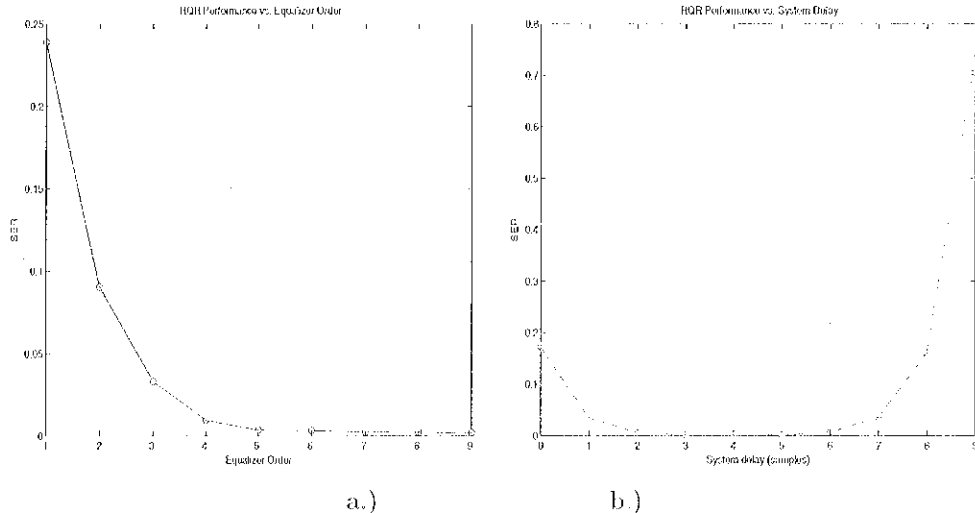 RQR Performance vs. Equalizer Order
0.25
0.2
0.15
0.1
0.05
0
SER
1 2 3 4 5 6 7 8 9
Equalizer Order
a.)
RQR Performance vs. System Delay
0.8
0.7
0.6
0.5
0.4
0.3
0.2
0.1
0
SER
0 1 2 3 4 5 6 7 8 9
System delay (samples)
b.)